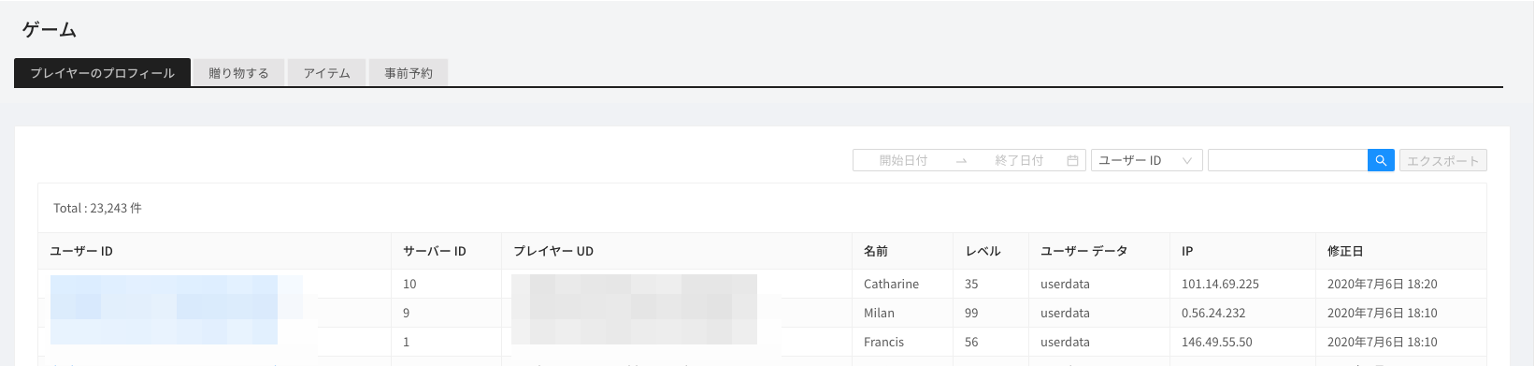 ゲーム
プレイヤーのプロフィール 贈り物する アイテム 事前予約
開始日付 → 終了日付 ユーザー ID エクスポート
Total : 23,243 件
ユーザー ID サーバー ID プレイヤー UD 名前 レベル ユーザー データ IP 修正日
10 Catharine 35 userdata 101.14.69.225 2020年7月6日 18:20
9 Milan 99 userdata 0.56.24.232 2020年7月6日 18:10
1 Francis 56 userdata 146.49.55.50 2020年7月6日 18:10